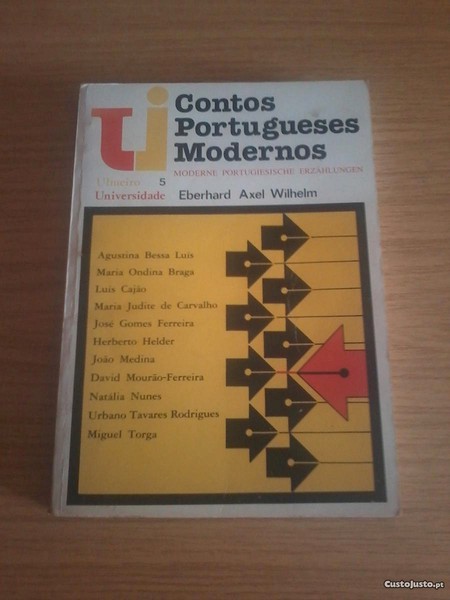 Contos
Portugueses
Modernos
MODERNE PORTUGIESISCHE ERZÄHLUNGEN
5
Universidade Eberhard Axel Wilhelm
Agustina Bessa Luís
Maria Ondina Braga
Luís Cajão
Maria Judite de Carvalho
José Gomes Ferreira
Herberto Helder
João Medina
David Mourão-Ferreira
Natália Nunes
Urbano Tavares Rodrigues
Miguel Torga
CustoJusto.pt